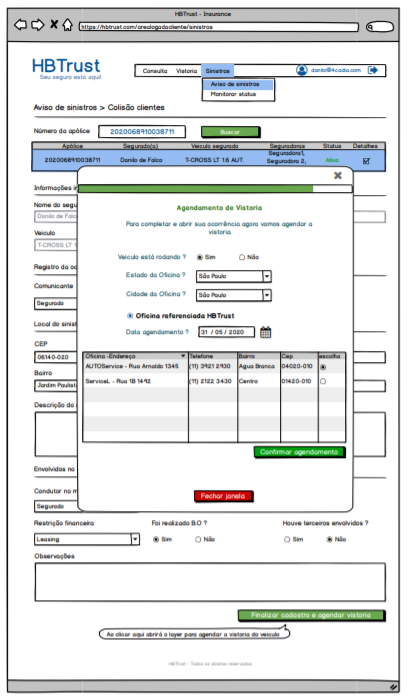 HBTrust - Insurance
https://hbtrust.com/areologadocliente/sinistros
HBTrust
Seu seguro esta aqui!
Consulta Vistoria Sinistros
danilo@4cadia.com
Aviso de sinistros
Monitorar status
Aviso de sinistros > Colisão clientes
Número da apólice 2020068910038711 Buscar
Apólice Segurado(a) Veículo segurado Seguradoras Status Detalhes
2020068910038711 Danilo de Falco T-CROSS LT 1.6 AUT. Seguradora1, Seguradora 2, Ativo
Informações
Nome do segu
Danilo de Falc
Veiculo
T-CROSS LT 1
Registro da oc
Comunicante
Segurado
Local do sinist
CEP
06140-020
Bairro
Jardim Paulist
Descrição do
Envolvidos no
Condutor no m
Segurado
Agendamento de Vistoria
Para completar e abrir sua ocorrência agora vamos agendar a
vistoria.
Veiculo está rodando ? Sim Não
Estado da Oficina ? São Paulo
Cidade da Oficina ? São Paulo
Oficina referenciada HBTrust
Data agendamento ? 31 / 05 / 2020
Oficina -Endereço Telefone Bairro Cep escolha
AUTOService - Rua Arnaldo 1345 (11) 3921 2930 Agua Branca 04020-010
ServiceL - Rua 18 1492 (11) 2122 3430 Centro 01420-010
Confirmar agendamento
Fechar janela
Restrição financeira Foi realizado B.O ? Houve terceiros envolvidos ?
Leasing Sim Não Sim Não
Observações
Finalizar cadastro e agendar vistoria
Ao clicar aqui abrirá o layer para agendar a vistoria do veiculo
HBTrust - Todos os direitos reservados